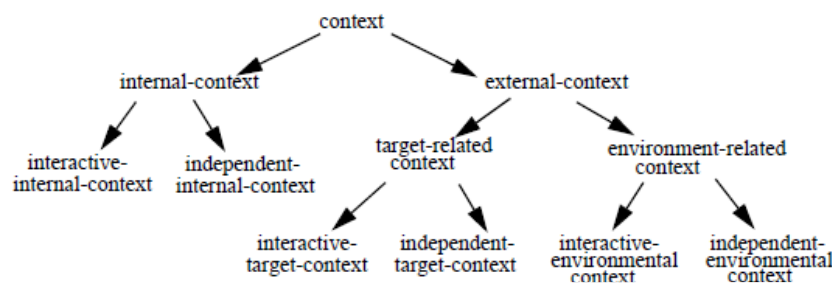 context
internal-context
external-context
target-related
context
environment-related
context
interactive-
internal-context
independent-
internal-context
interactive-
target-context
independent-
target-context
interactive-
environmental
context
independent-
environmental
context